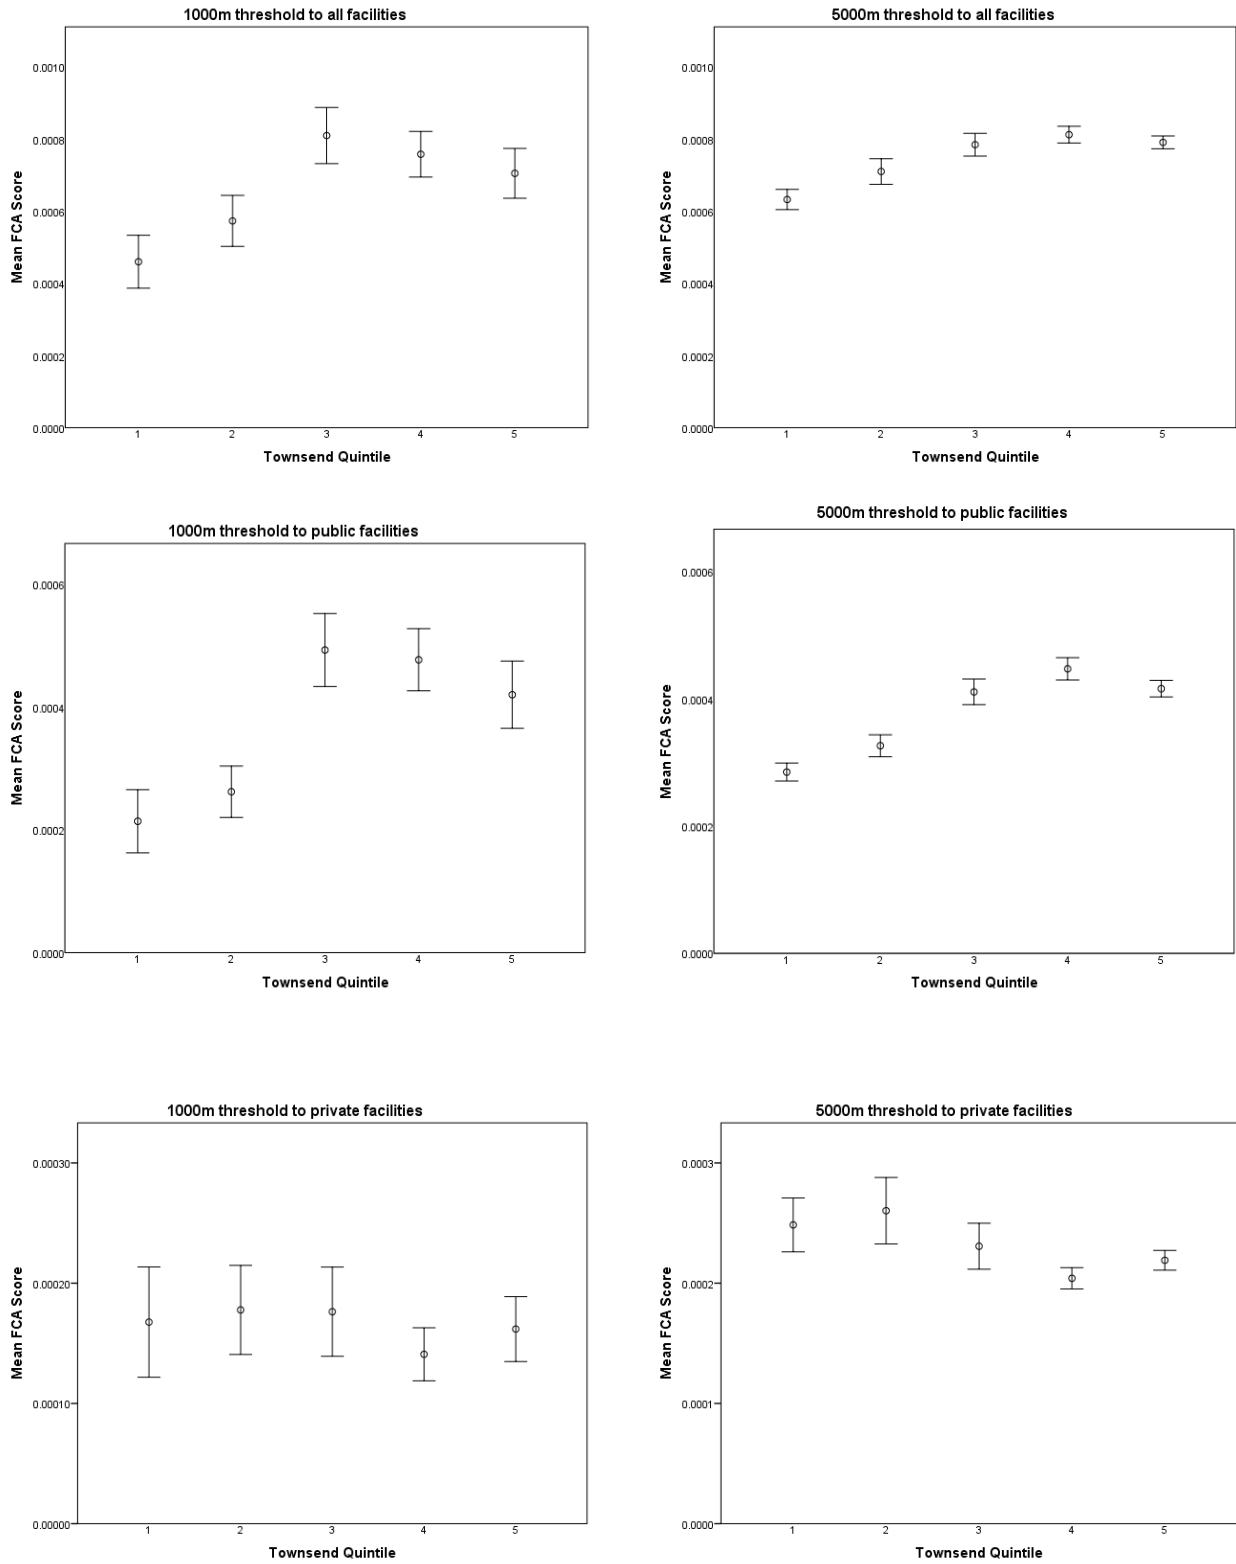 1000m threshold to all facilities
Mean FCA Score
0.0010
0.0008
0.0006
0.0004
0.0002
0.0000
1 2 3 4 5
Townsend Quintile
5000m threshold to all facilities
Mean FCA Score
0.0010
0.0008
0.0006
0.0004
0.0002
0.0000
1 2 3 4 5
Townsend Quintile
1000m threshold to public facilities
Mean FCA Score
0.0006
0.0004
0.0002
0.0000
1 2 3 4 5
Townsend Quintile
5000m threshold to public facilities
Mean FCA Score
0.0006
0.0004
0.0002
0.0000
1 2 3 4 5
Townsend Quintile
1000m threshold to private facilities
Mean FCA Score
0.00030
0.00020
0.00010
0.00000
1 2 3 4 5
Townsend Quintile
5000m threshold to private facilities
Mean FCA Score
0.0003
0.0002
0.0001
0.0000
1 2 3 4 5
Townsend Quintile